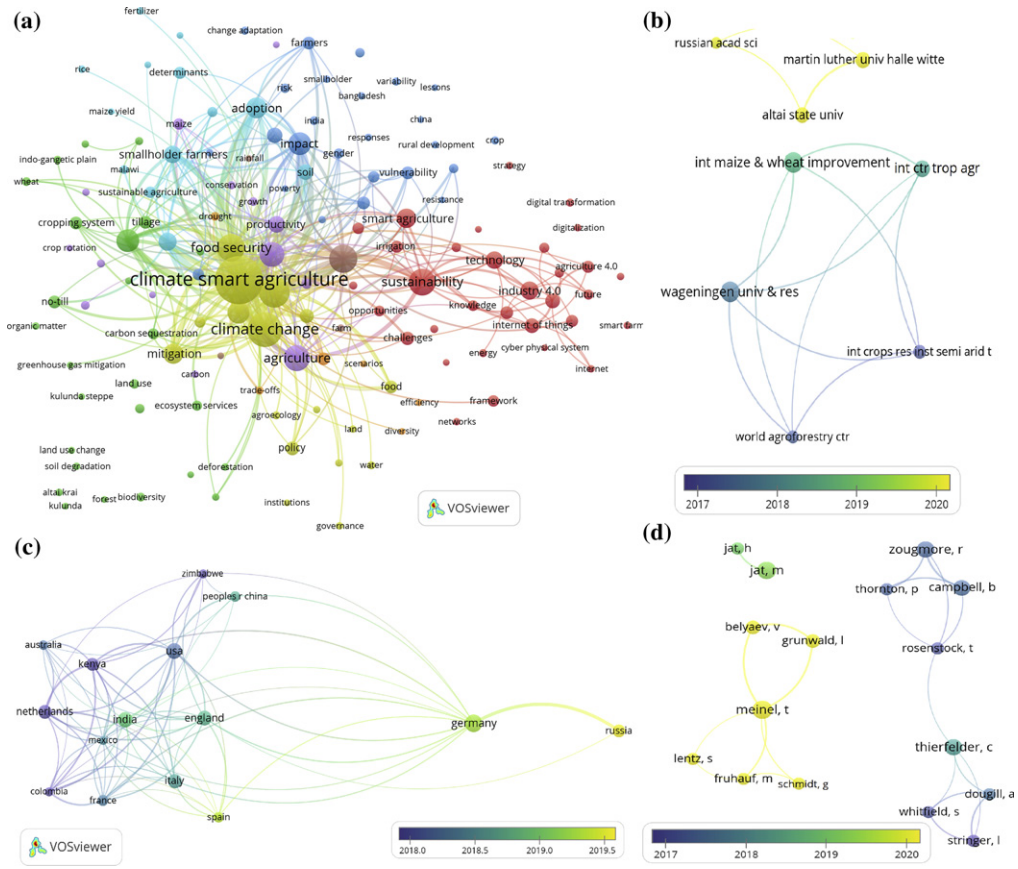 (a)
fertilizer
change adaptation
farmers
rice
determinants
smallholder
variability
lessons
risk
bangladesh
maize yield
adoption
maize
india
china
impact
responses
rural development
crop
smallholder farmers
rainfall
gender
indo-gangetic plain
malawi
soil
vulnerability
strategy
wheat
sustainable agriculture
conservation
poverty
growth
resistance
digital transformation
cropping system
tillage
drought
productivity
smart agriculture
digitalization
crop rotation
food security
irrigation
technology
agriculture 4.0
climate smart agriculture
sustainability
industry 4.0
future
no-till
opportunities
knowledge
organic matter
carbon sequestration
climate change
farm
challenges
internet of things
smart farm
mitigation
agriculture
scenarios
energy
cyber physical system
greenhouse gas mitigation
carbon
internet
land use
trade-offs
food
kulunda steppe
ecosystem services
agroecology
efficiency
framework
land
diversity
networks
land use change
policy
soil degradation
deforestation
water
altai krai
forest
biodiversity
kulunda
institutions
governance
VOSviewer
(b)
russian acad sci
martin luther univ halle witte
altai state univ
int maize & wheat improvement
int ctr trop agr
wageningen univ & res
int crops res inst semi arid t
world agroforestry ctr
2017 2018 2019 2020
(c)
zimbabwe
peoples r china
australia
kenya
usa
netherlands
india
england
germany
russia
mexico
italy
colombia
france
spain
VOSviewer
2018.0 2018.5 2019.0 2019.5
(d)
jat, h
jat, m
zougmore, r
thornton, p
campbell, b
belyaev, v
grunwald, l
rosenstock, t
meinel, t
thierfelder, c
lentz, s
fruhauf, m
schmidt, g
dougill, a
whitfield, s
stringer, l
2017 2018 2019 2020